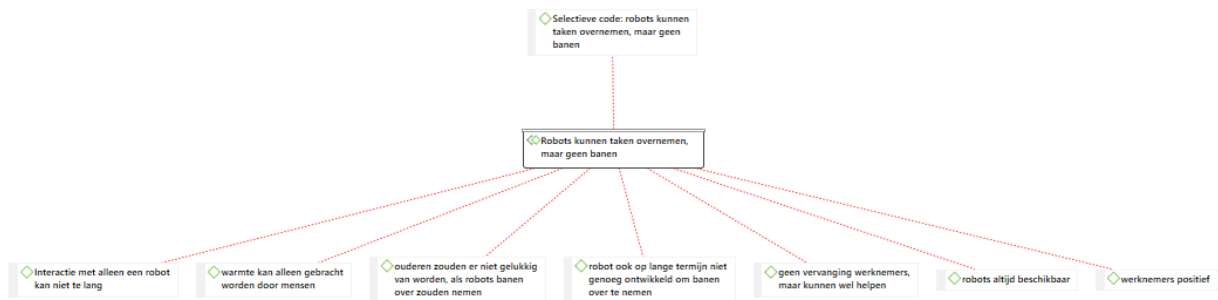 Selectieve code: robots kunnen
taken overnemen, maar geen
banen
Robots kunnen taken overnemen,
maar geen banen
Interactie met alleen een robot
kan niet te lang
warmte kan alleen gebracht
worden door mensen
ouderen zouden er niet gelukkig
van worden, als robots banen
over zouden nemen
robot ook op lange termijn niet
genoeg ontwikkeld om banen
over te nemen
geen vervanging werknemers,
maar kunnen wel helpen
robots altijd beschikbaar
werknemers positief